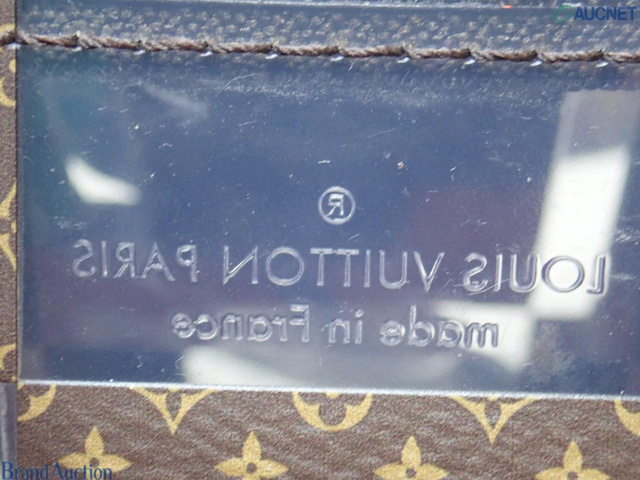 AUCNET
®
LOUIS VUITTON PARIS
made in France
Brand Auction